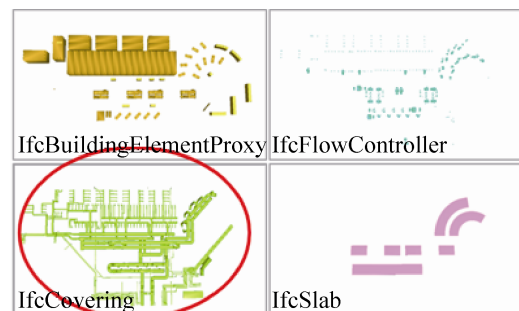 IfcBuildingElementProxy
IfcFlowController
IfcCovering
IfcSlab